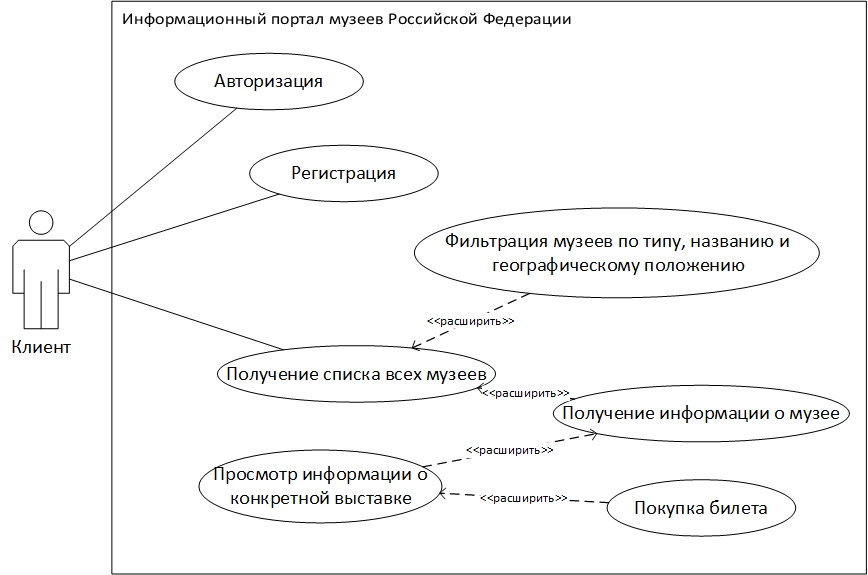 Информационный портал музеев Российской Федерации
Авторизация
Регистрация
Фильтрация музеев по типу, названию и
географическому положению
<<расширить>>
Клиент
Получение списка всех музеев
<<расширить>>
Получение информации о музее
<<расширить>>
Просмотр информации о
конкретной выставке
<<расширить>>
Покупка билета